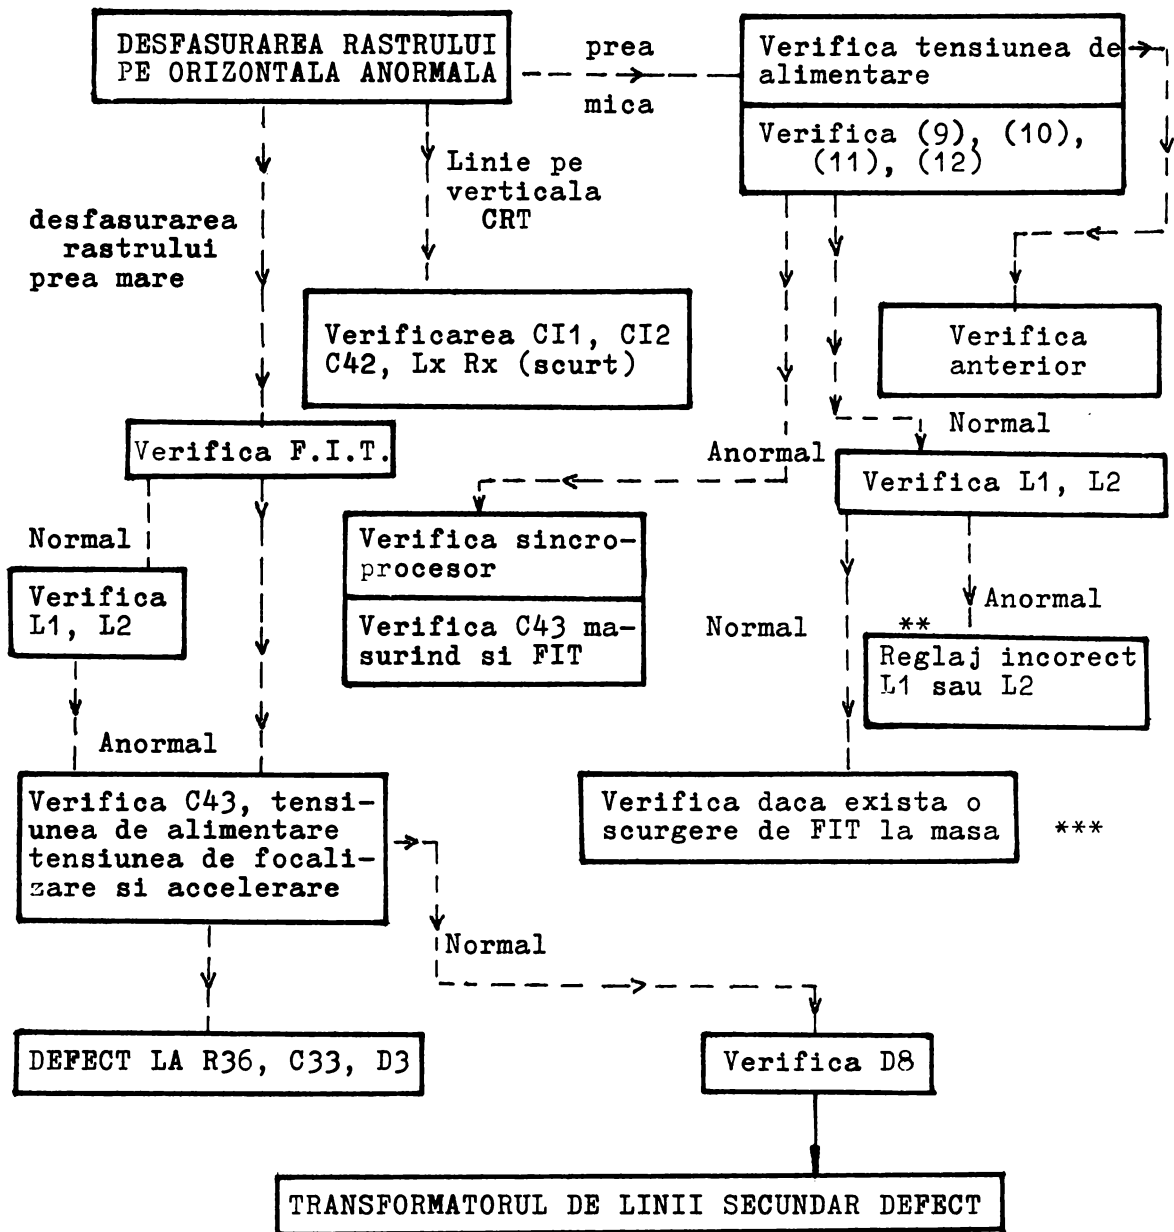 DESFASURAREA RASTRULUI
PE ORIZONTALA ANORMALA
prea
mica
Verifica tensiunea de
alimentare
Verifica (9), (10),
(11), (12)
Linie pe
verticala
CRT
desfasurarea
rastrului
prea mare
Verificarea CI1, CI2
C42, Lx Rx (scurt)
Verifica
anterior
Verifica F.I.T.
Anormal
Normal
Verifica L1, L2
Normal
Verifica
L1, L2
Verifica sincro-
procesor
Verifica C43 ma-
surind si FIT
Normal
Anormal
**
Reglaj incorect
L1 sau L2
Anormal
Verifica C43, tensi-
unea de alimentare
tensiunea de focali-
zare si accelerare
Verifica daca exista o
scurgere de FIT la masa
***
Normal
DEFECT LA R36, C33, D3
Verifica D8
TRANSFORMATORUL DE LINII SECUNDAR DEFECT